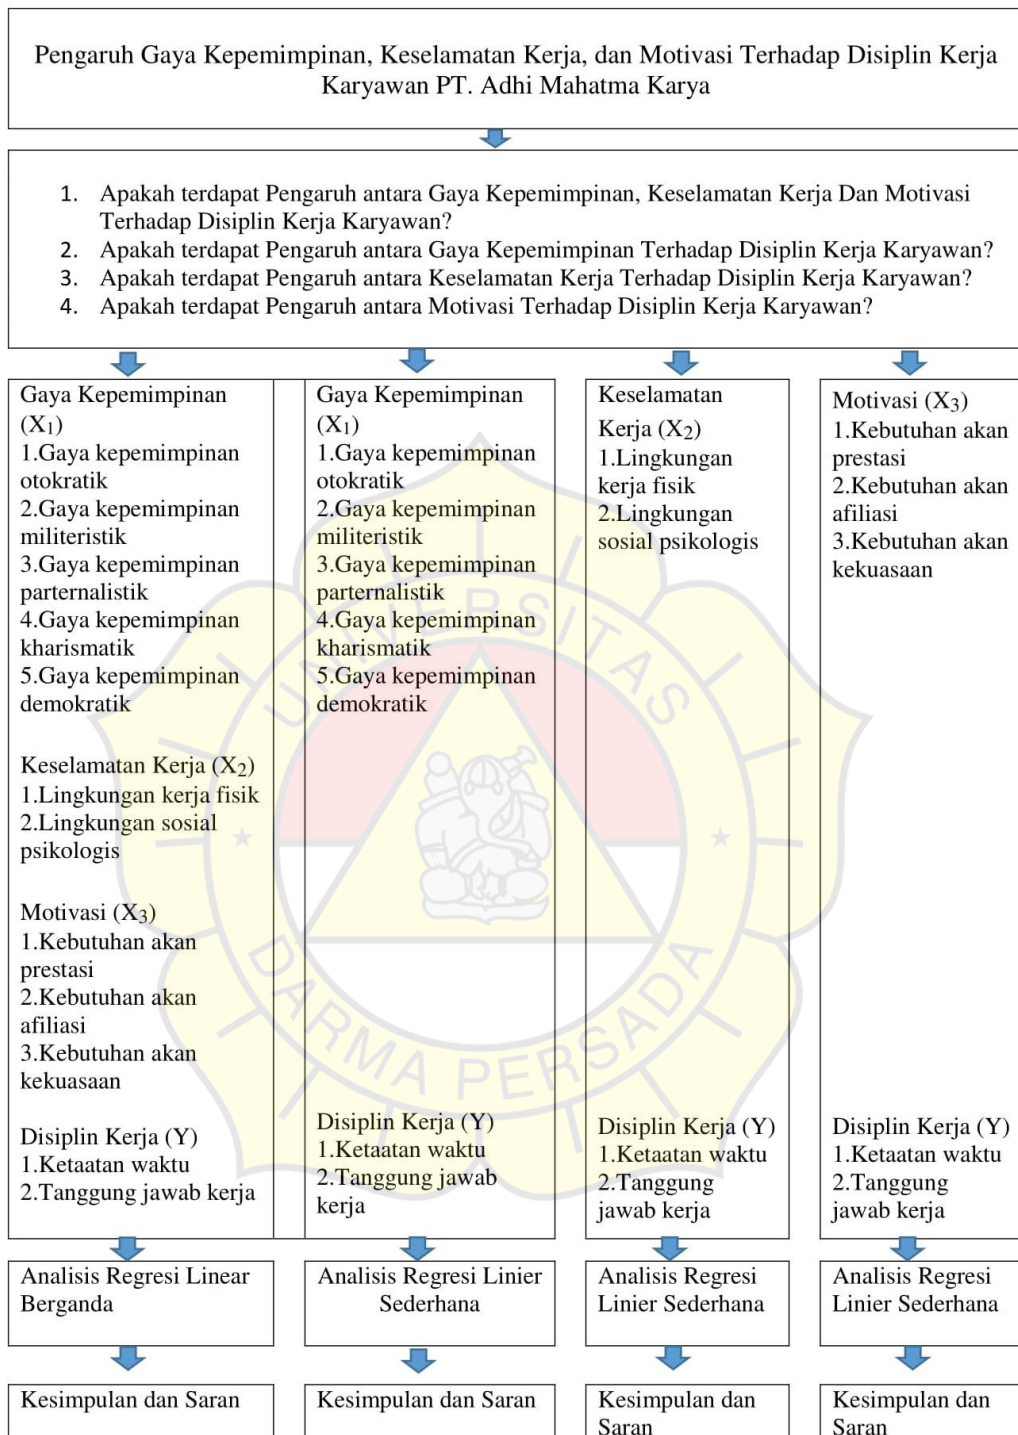 Pengaruh Gaya Kepemimpinan, Keselamatan Kerja, dan Motivasi Terhadap Disiplin Kerja
Karyawan PT. Adhi Mahatma Karya
1. Apakah terdapat Pengaruh antara Gaya Kepemimpinan, Keselamatan Kerja Dan Motivasi
Terhadap Disiplin Kerja Karyawan?
2. Apakah terdapat Pengaruh antara Gaya Kepemimpinan Terhadap Disiplin Kerja Karyawan?
3. Apakah terdapat Pengaruh antara Keselamatan Kerja Terhadap Disiplin Kerja Karyawan?
4. Apakah terdapat Pengaruh antara Motivasi Terhadap Disiplin Kerja Karyawan?
Gaya Kepemimpinan
(X1)
1.Gaya kepemimpinan
otokratik
2.Gaya kepemimpinan
militeristik
3.Gaya kepemimpinan
parternalistik
4.Gaya kepemimpinan
kharismatik
5.Gaya kepemimpinan
demokratik
Keselamatan Kerja (X2)
1.Lingkungan kerja fisik
2.Lingkungan sosial
psikologis
Motivasi (X3)
1.Kebutuhan akan
prestasi
2.Kebutuhan akan
afiliasi
3.Kebutuhan akan
kekuasaan
Disiplin Kerja (Y)
1.Ketaatan waktu
2.Tanggung jawab kerja
Gaya Kepemimpinan
(X1)
1.Gaya kepemimpinan
otokratik
2.Gaya kepemimpinan
militeristik
3.Gaya kepemimpinan
parternalistik
4.Gaya kepemimpinan
kharismatik
5.Gaya kepemimpinan
demokratik
Disiplin Kerja (Y)
1.Ketaatan waktu
2.Tanggung jawab
kerja
Keselamatan
Kerja (X2)
1.Lingkungan
kerja fisik
2.Lingkungan
sosial psikologis
Disiplin Kerja (Y)
1.Ketaatan waktu
2.Tanggung
jawab kerja
Motivasi (X3)
1.Kebutuhan akan
prestasi
2.Kebutuhan akan
afiliasi
3.Kebutuhan akan
kekuasaan
Disiplin Kerja (Y)
1.Ketaatan waktu
2.Tanggung
jawab kerja
Analisis Regresi Linear
Berganda
Analisis Regresi Linier
Sederhana
Analisis Regresi
Linier Sederhana
Analisis Regresi
Linier Sederhana
Kesimpulan dan Saran
Kesimpulan dan Saran
Kesimpulan dan
Saran
Kesimpulan dan
Saran
UNIVERSITAS
DARMA PERSADA